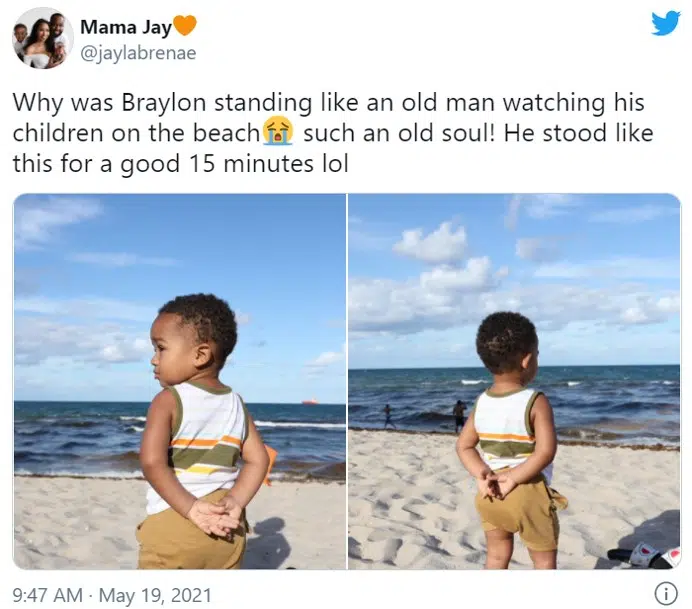 Mama Jay🧡
@jaylabrenae
Why was Braylon standing like an old man watching his
children on the beach😭 such an old soul! He stood like
this for a good 15 minutes lol
9:47 AM · May 19, 2021